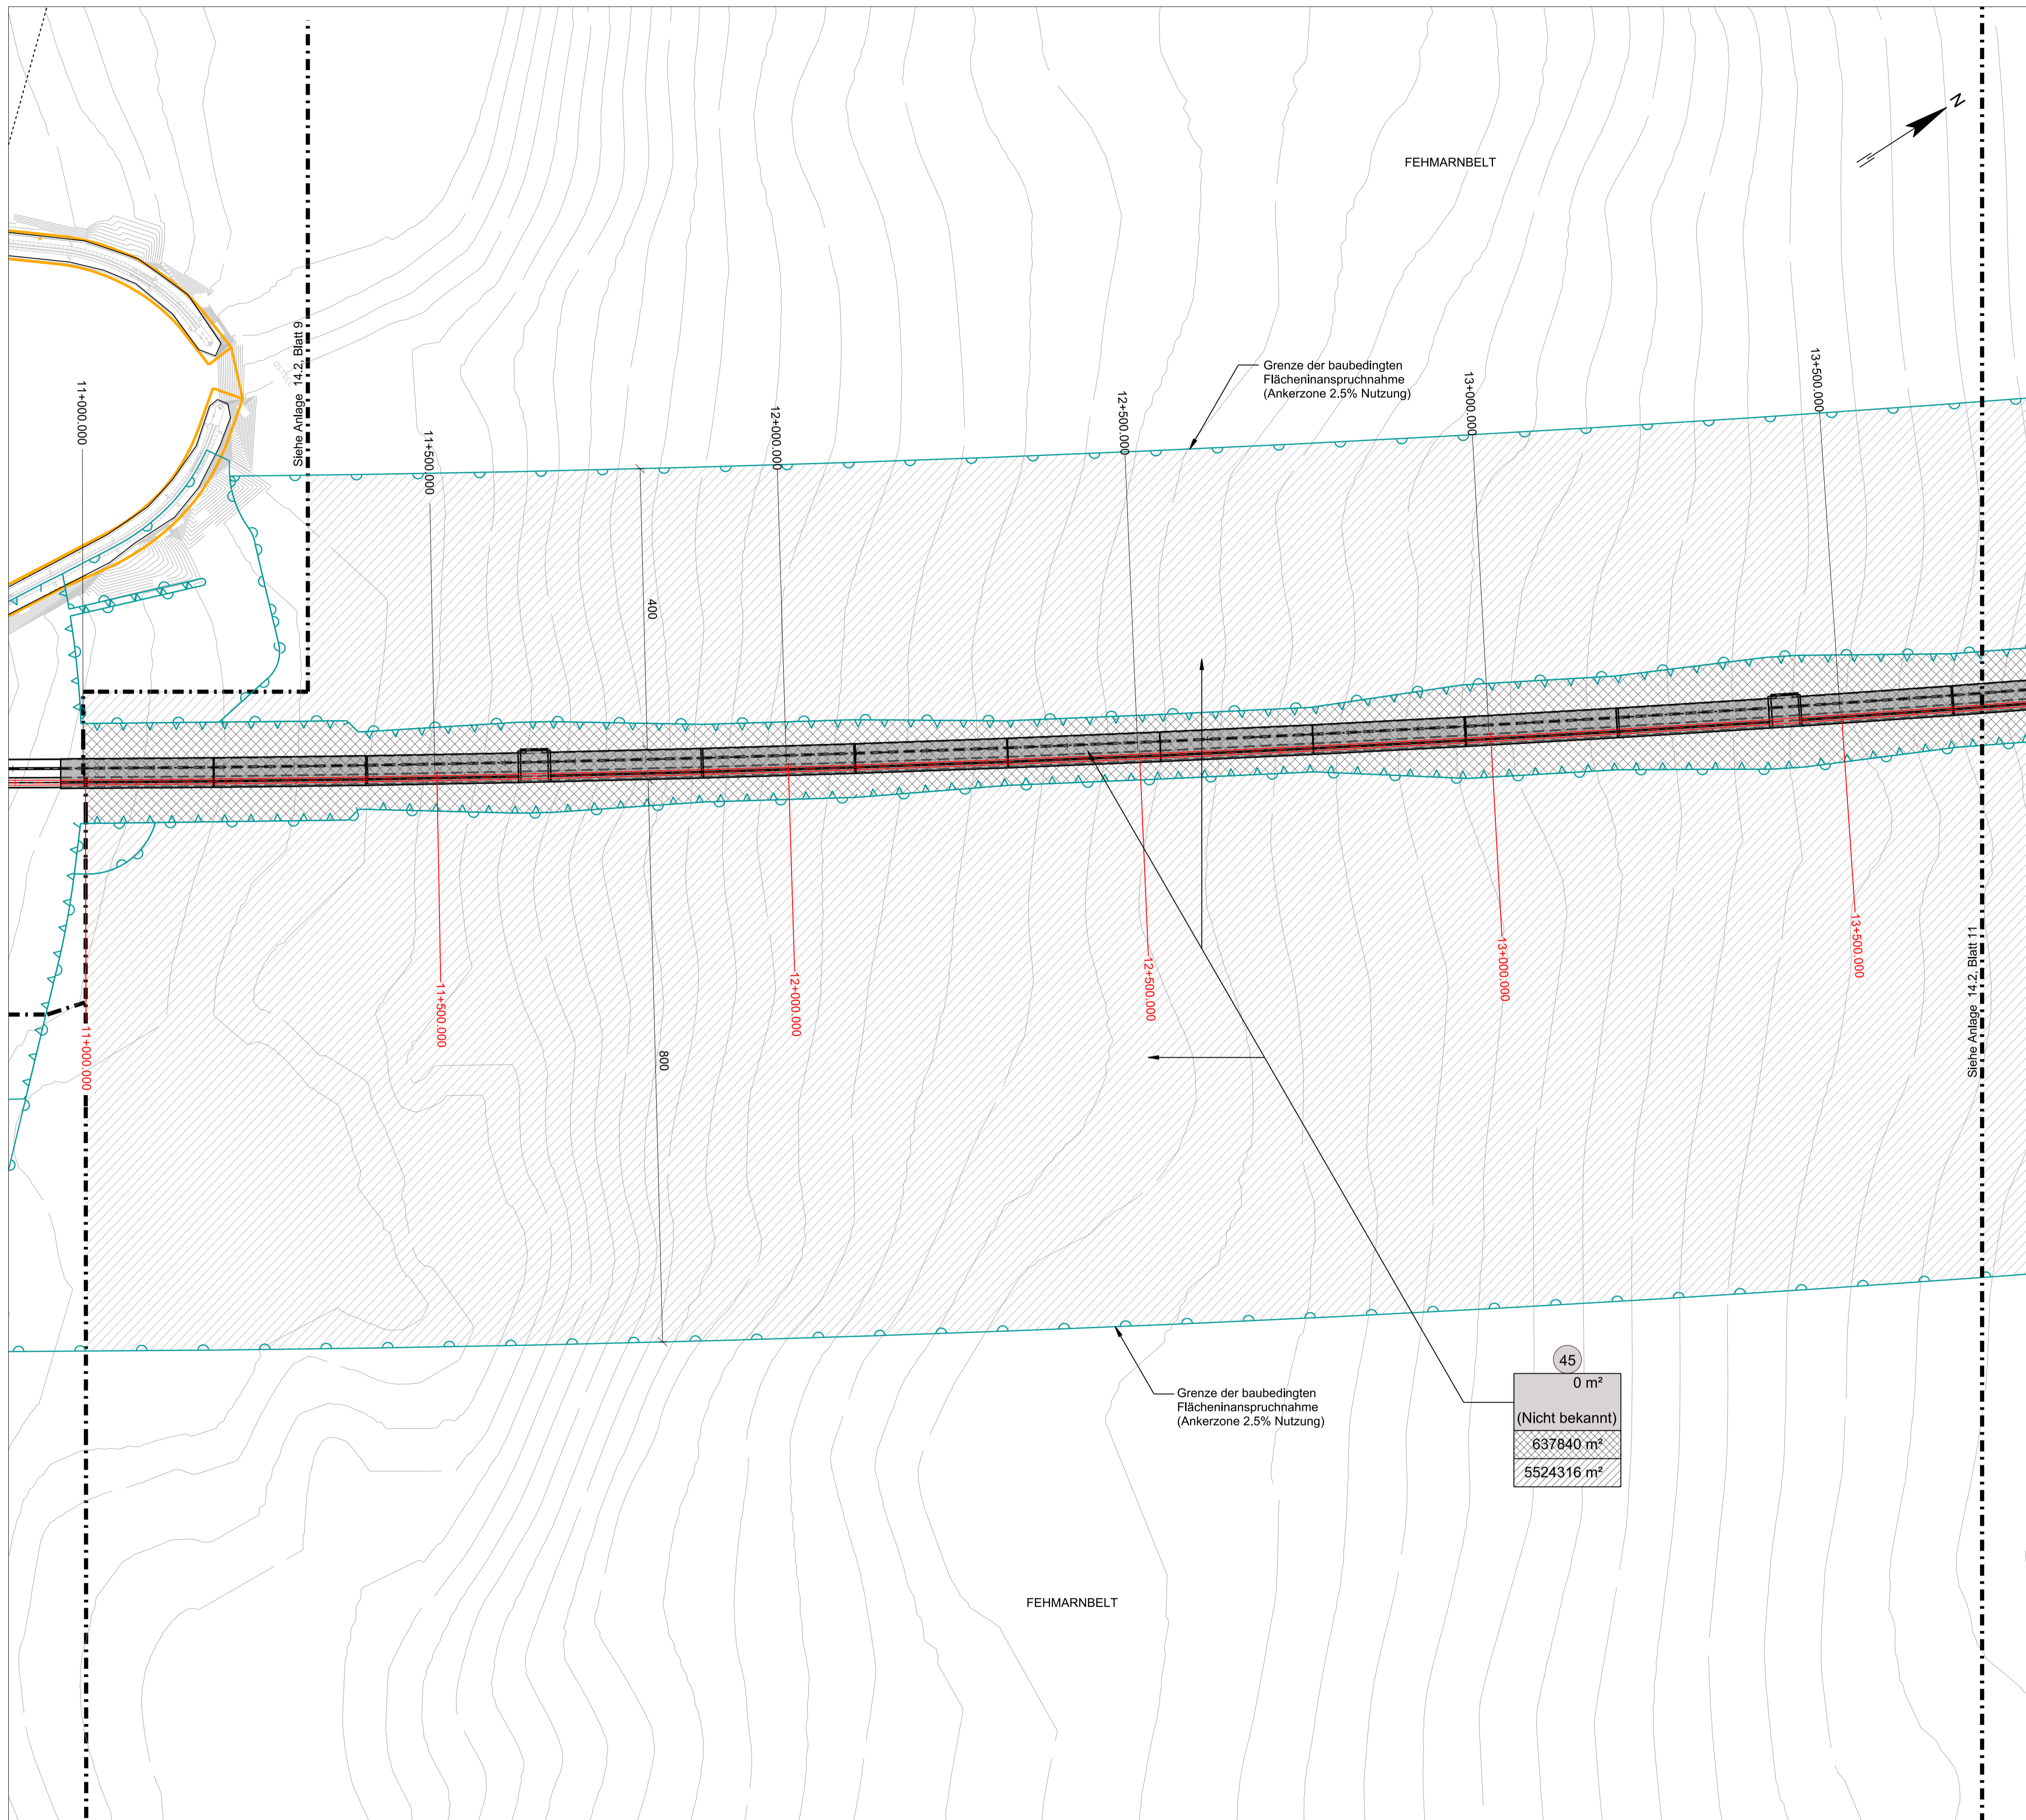 N
FEHMARNBELT
Siehe Anlage 14.2, Blatt 9
Grenze der baubedingten
Flächeninanspruchnahme
(Ankerzone 2.5% Nutzung)
11+000.000
11+500.000
12+000.000
12+500.000
13+000.000
13+500.000
400
800
11+000.000
11+500.000
12+000.000
12+500.000
13+000.000
13+500.000
Siehe Anlage 14.2, Blatt 11
Grenze der baubedingten
Flächeninanspruchnahme
(Ankerzone 2.5% Nutzung)
45
0 m²
(Nicht bekannt)
637840 m²
5524316 m²
FEHMARNBELT